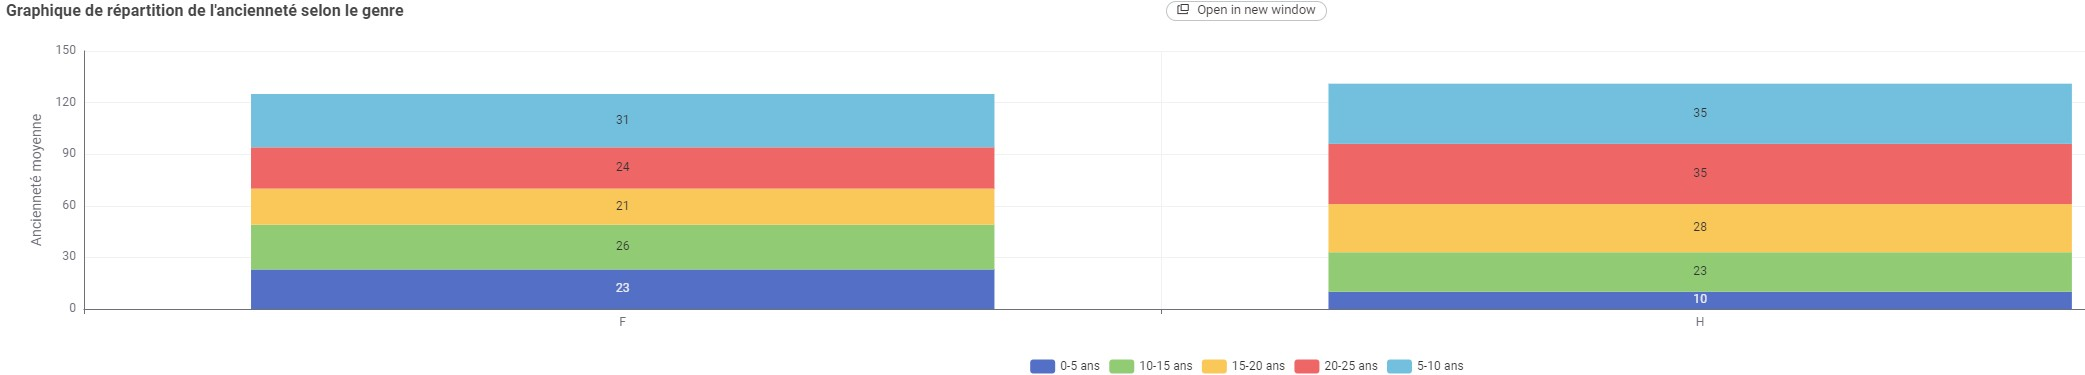 Graphique de répartition de l'ancienneté selon le genre
Open in new window
Ancienneté moyenne
150
120
90
60
30
0
31
24
21
26
23
F
35
35
28
23
10
H
0-5 ans 10-15 ans 15-20 ans 20-25 ans 5-10 ans